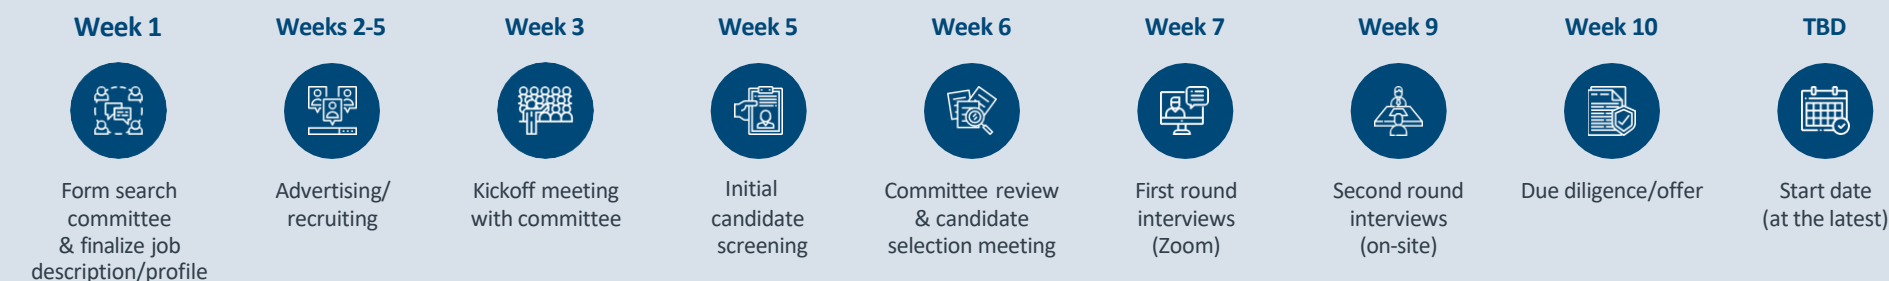 Week 1
Form search
committee
& finalize job
description/profile
Weeks 2-5
Advertising/
recruiting
Week 3
Kickoff meeting
with committee
Week 5
Initial
candidate
screening
Week 6
Committee review
& candidate
selection meeting
Week 7
First round
interviews
(Zoom)
Week 9
Second round
interviews
(on-site)
Week 10
Due diligence/offer
TBD
Start date
(at the latest)